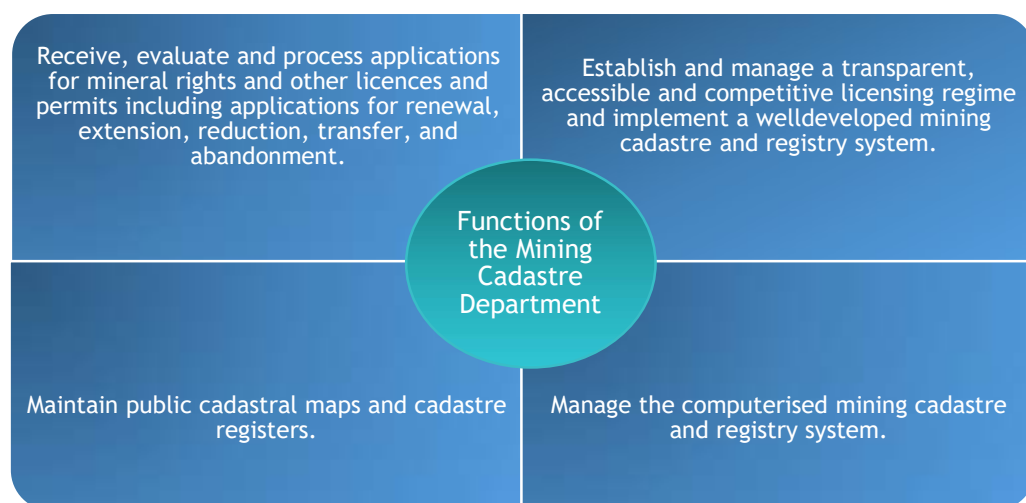 Receive, evaluate and process applications
for mineral rights and other licences and
permits including applications for renewal,
extension, reduction, transfer, and
abandonment.
Establish and manage a transparent,
accessible and competitive licensing regime
and implement a welldeveloped mining
cadastre and registry system.
Functions of
the Mining
Cadastre
Department
Maintain public cadastral maps and cadastre
registers.
Manage the computerised mining cadastre
and registry system.